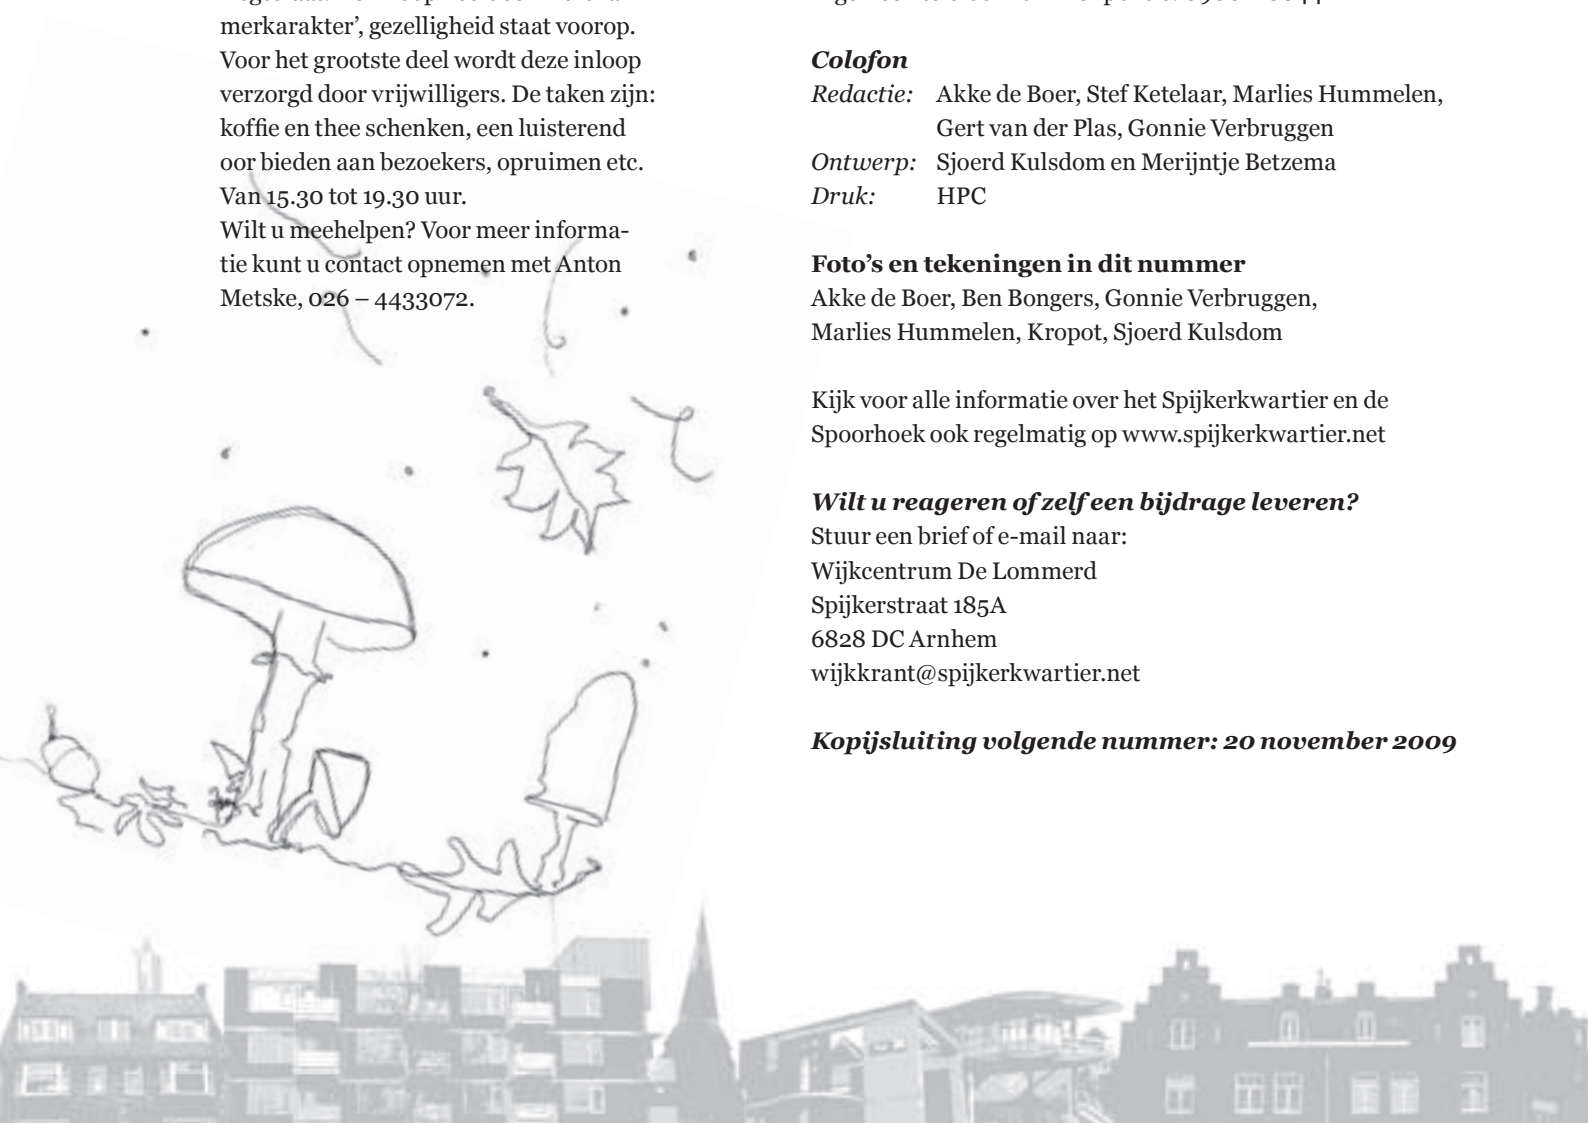 merkarakter’, gezelligheid staat voorop.
Voor het grootste deel wordt deze inloop
verzorgd door vrijwilligers. De taken zijn:
koffie en thee schenken, een luisterend
oor bieden aan bezoekers, opruimen etc.
Van 15.30 tot 19.30 uur.
Wilt u meehelpen? Voor meer informa-
tie kunt u contact opnemen met Anton
Metske, 026 – 4433072.
Colofon
Redactie: Akke de Boer, Stef Ketelaar, Marlies Hummelen,
Gert van der Plas, Gonnie Verbruggen
Ontwerp: Sjoerd Kulsdom en Merijntje Betzema
Druk: HPC
Foto’s en tekeningen in dit nummer
Akke de Boer, Ben Bongers, Gonnie Verbruggen,
Marlies Hummelen, Kropot, Sjoerd Kulsdom
Kijk voor alle informatie over het Spijkerkwartier en de
Spoorhoek ook regelmatig op www.spijkerkwartier.net
Wilt u reageren of zelf een bijdrage leveren?
Stuur een brief of e-mail naar:
Wijkcentrum De Lommerd
Spijkerstraat 185A
6828 DC Arnhem
wijkkrant@spijkerkwartier.net
Kopijsluiting volgende nummer: 20 november 2009